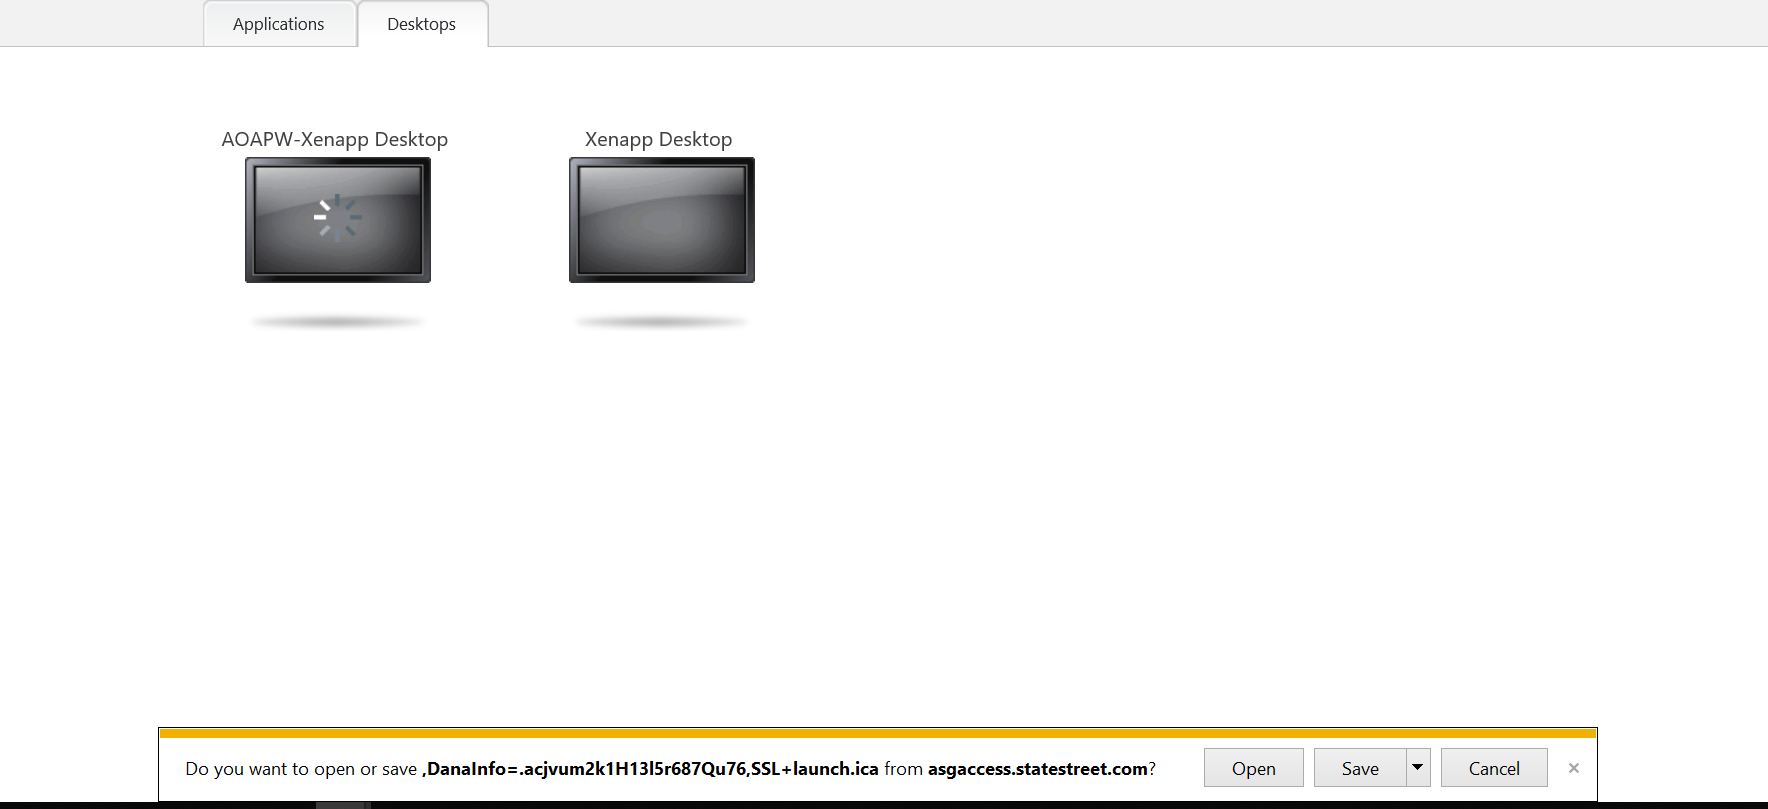 Applications
Desktops
AOAPW-Xenapp Desktop
Xenapp Desktop
Do you want to open or save ,DanaInfo=.acjvum2k1H13l5r687Qu76,SSL+launch.ica from asgaccess.statestreet.com?
Open
Save
Cancel